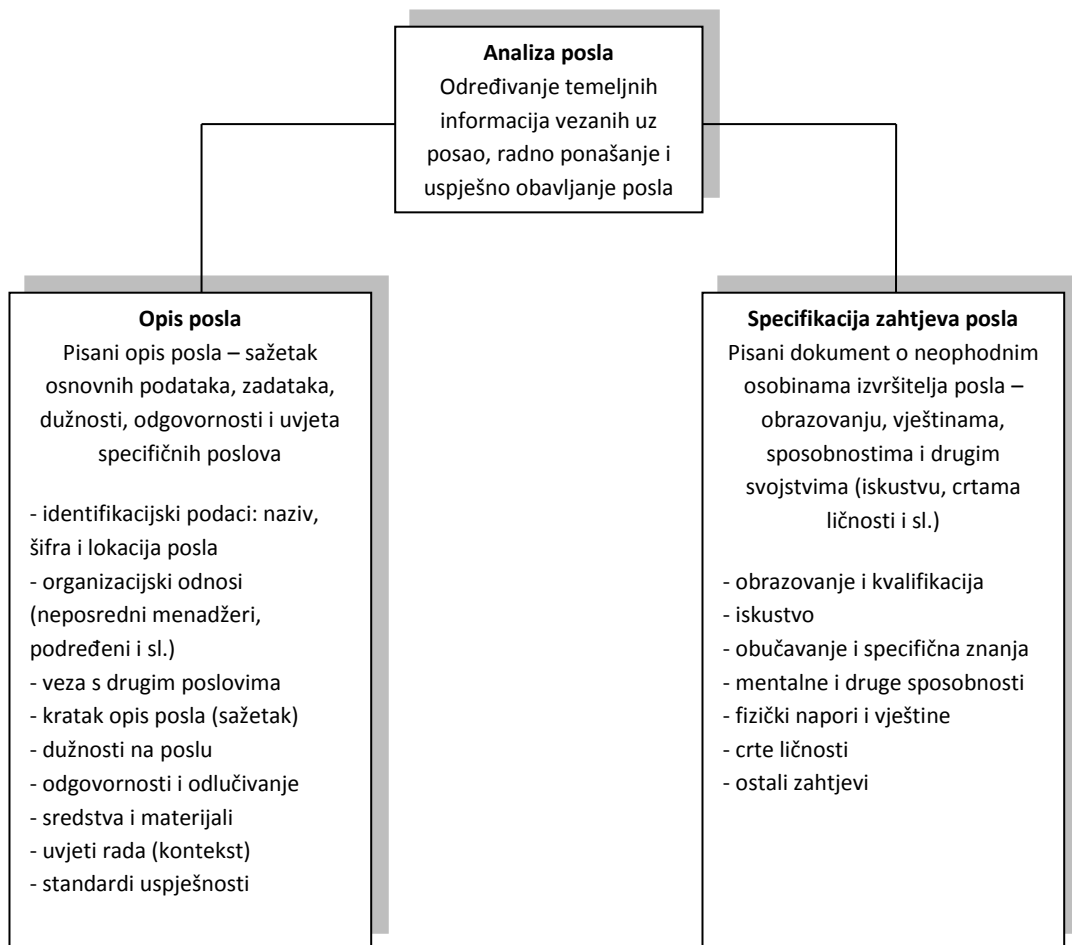 Analiza posla
Određivanje temeljnih
informacija vezanih uz
posao, radno ponašanje i
uspješno obavljanje posla
Opis posla
Pisani opis posla – sažetak
osnovnih podataka, zadataka,
dužnosti, odgovornosti i uvjeta
specifičnih poslova
- identifikacijski podaci: naziv,
šifra i lokacija posla
- organizacijski odnosi
(neposredni menadžeri,
podređeni i sl.)
- veza s drugim poslovima
- kratak opis posla (sažetak)
- dužnosti na poslu
- odgovornosti i odlučivanje
- sredstva i materijali
- uvjeti rada (kontekst)
- standardi uspješnosti
Specifikacija zahtjeva posla
Pisani dokument o neophodnim
osobinama izvršitelja posla –
obrazovanju, vještinama,
sposobnostima i drugim
svojstvima (iskustvu, crtama
ličnosti i sl.)
- obrazovanje i kvalifikacija
- iskustvo
- obučavanje i specifična znanja
- mentalne i druge sposobnosti
- fizički napori i vještine
- crte ličnosti
- ostali zahtjevi